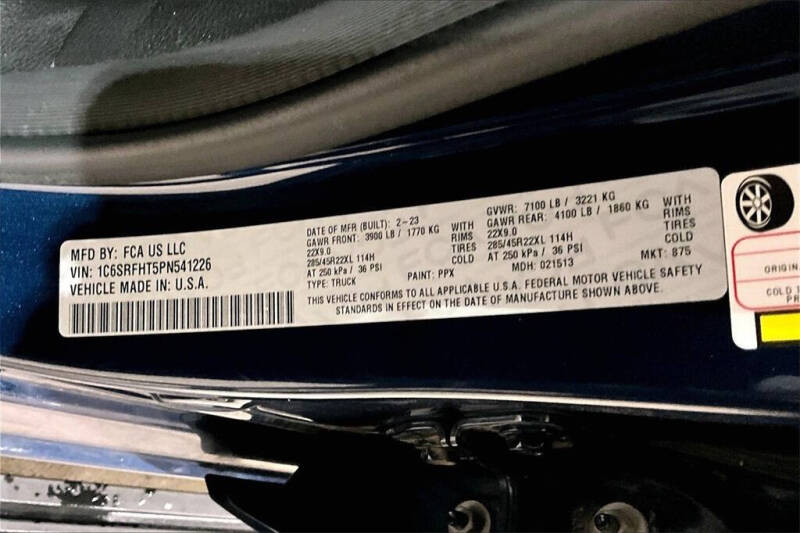 MFD BY: FCA US LLC
VIN: 1C6SRFHT5PN541226
VEHICLE MADE IN: U.S.A.
DATE OF MFR (BUILT): 2-23
GAWR FRONT: 3900 LB / 1770 KG WITH
22X9.0 RIMS
285/45R22XL 114H TIRES
AT 250 kPa / 36 PSI COLD
TYPE: TRUCK PAINT: PPX
GVWR: 7100 LB / 3221 KG
GAWR REAR: 4100 LB / 1860 KG WITH
22X9.0 RIMS
285/45R22XL 114H TIRES
AT 250 kPa / 36 PSI COLD
MDH: 021513 MKT: 875
THIS VEHICLE CONFORMS TO ALL APPLICABLE U.S.A. FEDERAL MOTOR VEHICLE SAFETY
STANDARDS IN EFFECT ON THE DATE OF MANUFACTURE SHOWN ABOVE.
COLD